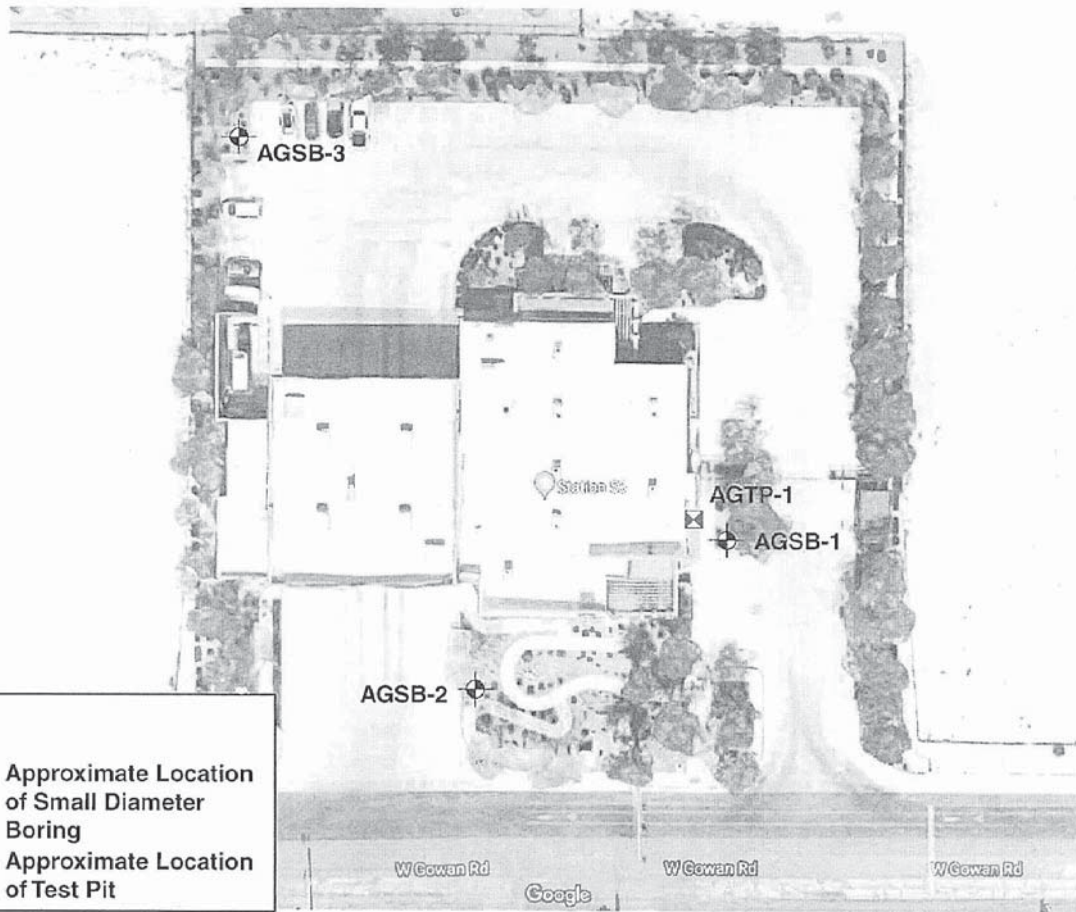 AGSB-3
Station 53
AGTP-1
AGSB-1
AGSB-2
Approximate Location
of Small Diameter
Boring
Approximate Location
of Test Pit
W Gowan Rd
W Gowan Rd
W Gowan Rd
Google